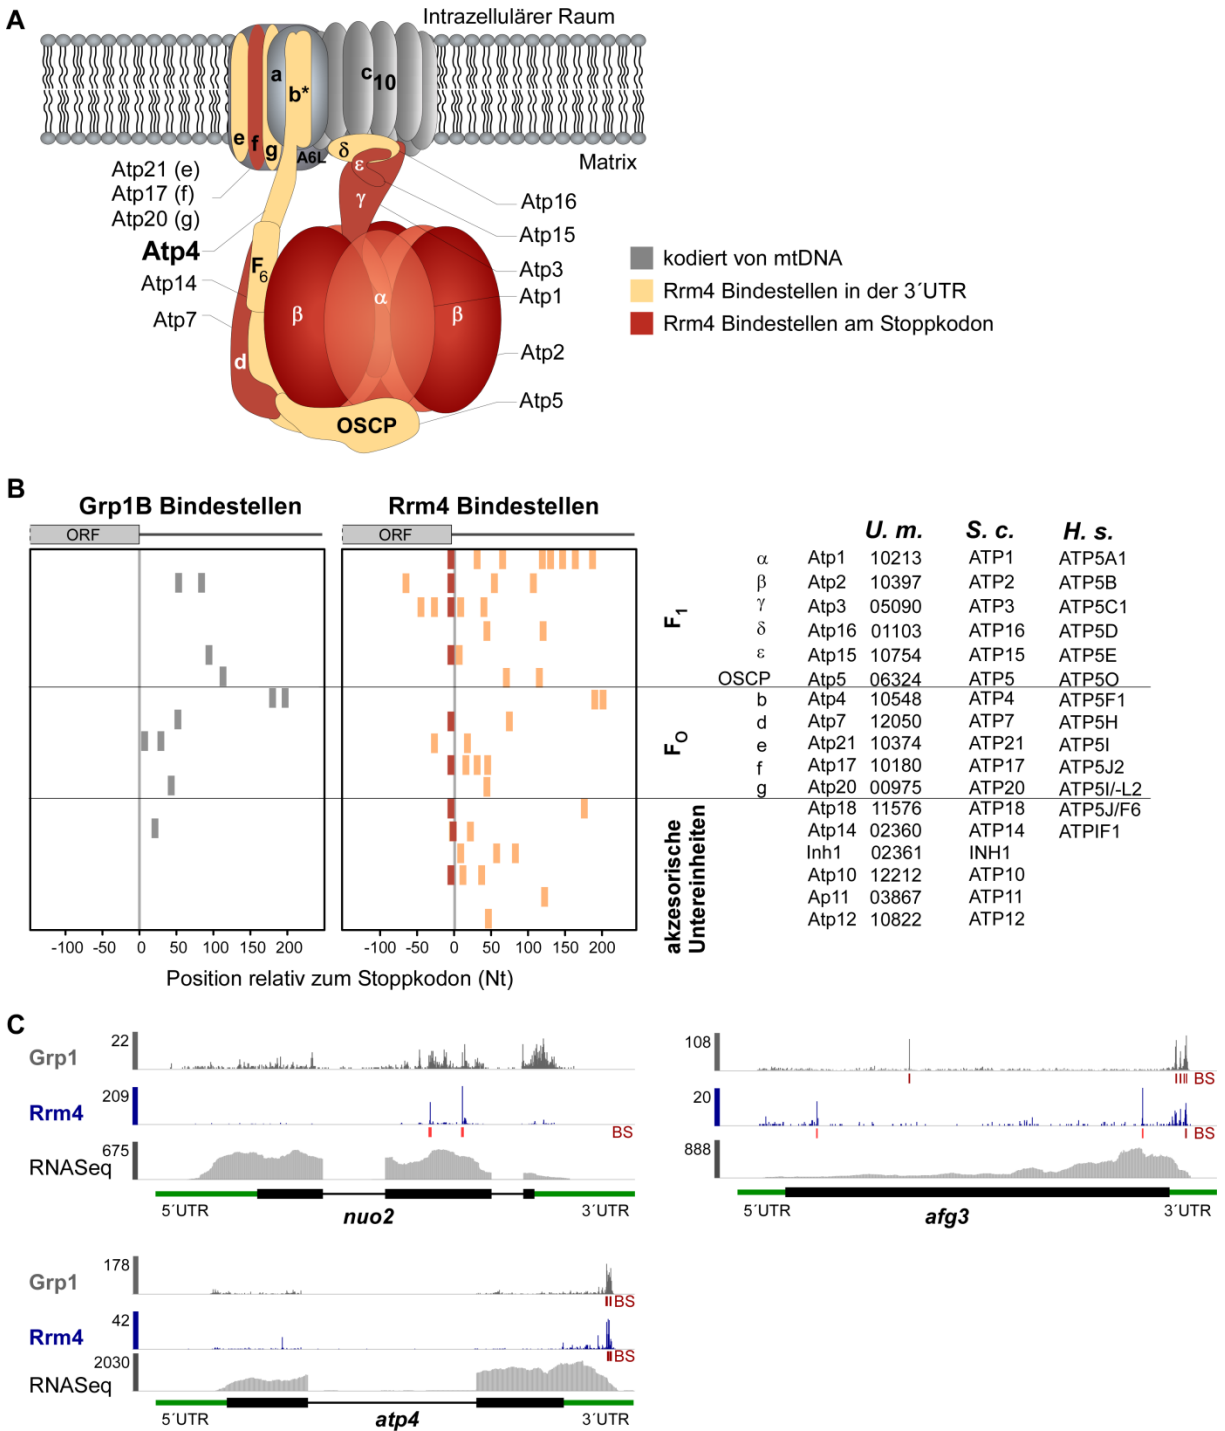 A
Intrazellulärer Raum
a
b*
c10
e
f
g
A6L
δ
ε
γ
Matrix
Atp21 (e)
Atp17 (f)
Atp20 (g)
Atp4
Atp14
Atp7
F6
β
α
β
d
OSCP
Atp16
Atp15
Atp3
Atp1
Atp2
Atp5
kodiert von mtDNA
Rrm4 Bindestellen in der 3´UTR
Rrm4 Bindestellen am Stoppkodon
B
Grp1B Bindestellen
Rrm4 Bindestellen
ORF
ORF
U. m. S. c. H. s.
F1
α Atp1 10213 ATP1 ATP5A1
β Atp2 10397 ATP2 ATP5B
γ Atp3 05090 ATP3 ATP5C1
δ Atp16 01103 ATP16 ATP5D
ε Atp15 10754 ATP15 ATP5E
OSCP Atp5 06324 ATP5 ATP5O
FO
b Atp4 10548 ATP4 ATP5F1
d Atp7 12050 ATP7 ATP5H
e Atp21 10374 ATP21 ATP5I
f Atp17 10180 ATP17 ATP5J2
g Atp20 00975 ATP20 ATP5I/-L2
akzesorische Untereinheiten
Atp18 11576 ATP18 ATP5J/F6
Atp14 02360 ATP14 ATPIF1
Inh1 02361 INH1
Atp10 12212 ATP10
Ap11 03867 ATP11
Atp12 10822 ATP12
-100 -50 0 50 100 150 200
-100 -50 0 50 100 150 200
Position relativ zum Stoppkodon (Nt)
C
Grp1 22
Rrm4 209
BS
RNASeq 675
5´UTR nuo2 3´UTR
108
BS
20
BS
888
5´UTR afg3 3´UTR
Grp1 178
BS
Rrm4 42
BS
RNASeq 2030
5´UTR atp4 3´UTR